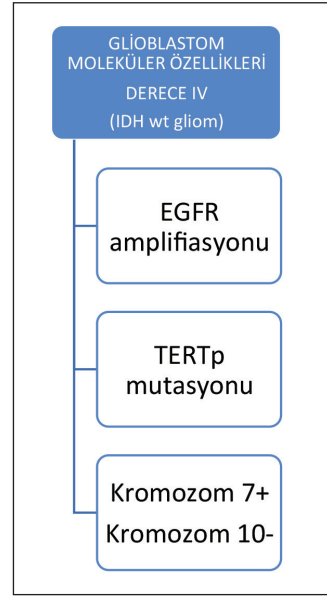 GLİOBLASTOM
MOLEKÜLER ÖZELLİKLERİ
DERECE IV
(IDH wt gliom)
EGFR
amplifiasyonu
TERTp
mutasyonu
Kromozom 7+
Kromozom 10-